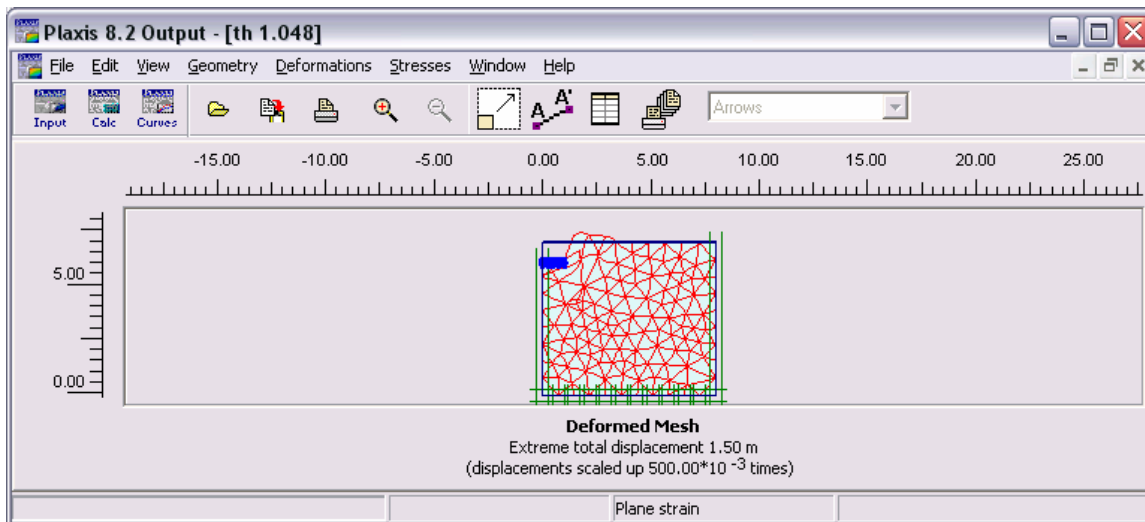 Plaxis 8.2 Output - [th 1.048]
File Edit View Geometry Deformations Stresses Window Help
PLAXIS PLAXIS PLAXIS
Input Calc Curves A A' Arrows
-15.00 -10.00 -5.00 0.00 5.00 10.00 15.00 20.00 25.00
5.00
0.00
Deformed Mesh
Extreme total displacement 1.50 m
(displacements scaled up 500.00*10 -3 times)
Plane strain